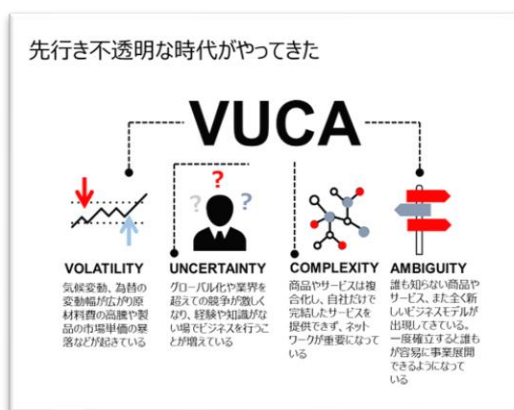 先行き不透明な時代がやってきた
VUCA
?
?
?
VOLATILITY
気候変動、為替の
変動幅が広がり原
材料費の高騰や製
品の市場単価の暴
落などが起きている
UNCERTAINTY
グローバル化や業界を
超えての競争が激しく
なり、経験や知識がな
い場でビジネスを行うこ
とが増えている
COMPLEXITY
商品やサービスは複
合化し、自社だけで
完結したサービスを
提供できず、ネット
ワークが重要になって
いる
AMBIGUITY
誰も知らない商品や
サービス、また全く新
しいビジネスモデルが
出現してきている。
一度確立すると誰も
が容易に事業展開
できるようになって
いる